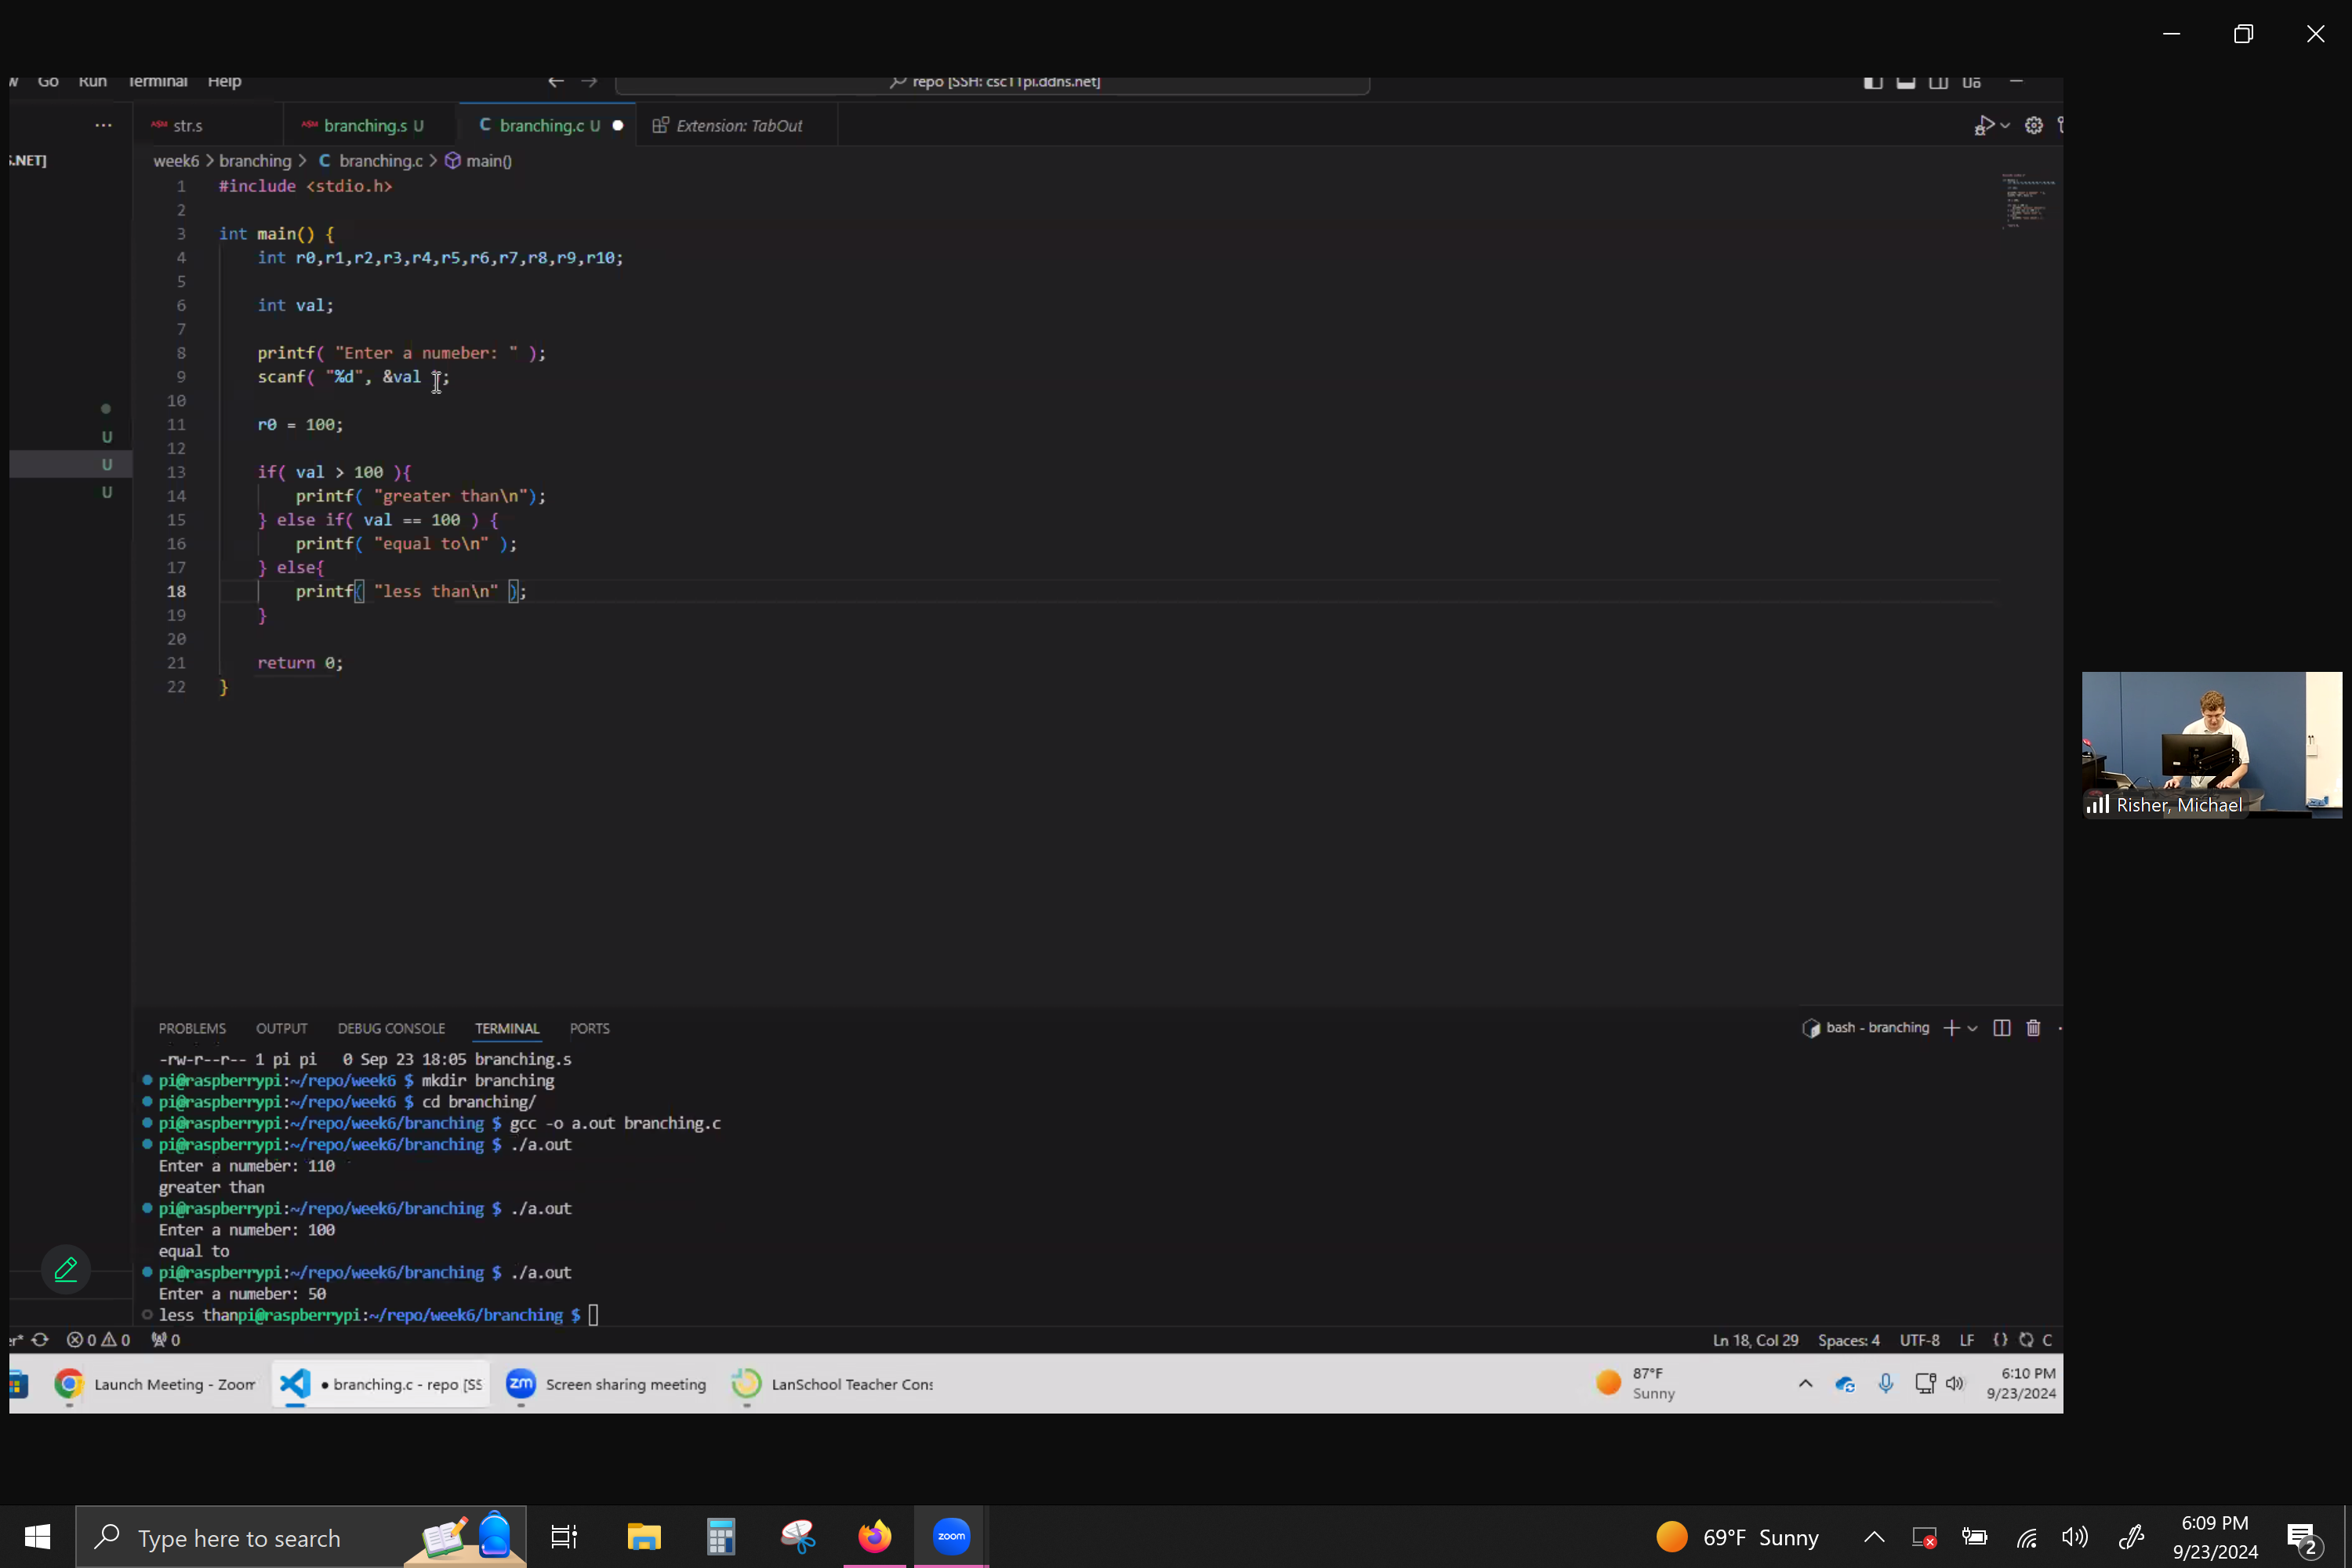 w Go Run Terminal Help
repo [SSH: csc11pi.ddns.net]
ASM str.s
ASM branching.s U
C branching.c U
Extension: TabOut
S.NET]
week6 > branching > C branching.c > main()
1 #include <stdio.h>
2
3 int main() {
4 int r0,r1,r2,r3,r4,r5,r6,r7,r8,r9,r10;
5
6 int val;
7
8 printf( "Enter a numeber: " );
9 scanf( "%d", &val ;
10
11 r0 = 100;
12
13 if( val > 100 ){
14 printf( "greater than\n");
15 } else if( val == 100 ) {
16 printf( "equal to\n" );
17 } else{
18 printf( "less than\n" );
19 }
20
21 return 0;
22 }
U
U
U
Risher, Michael
PROBLEMS OUTPUT DEBUG CONSOLE TERMINAL PORTS
bash - branching
-rw-r--r-- 1 pi pi 0 Sep 23 18:05 branching.s
pi@raspberrypi:~/repo/week6 $ mkdir branching
pi@raspberrypi:~/repo/week6 $ cd branching/
pi@raspberrypi:~/repo/week6/branching $ gcc -o a.out branching.c
pi@raspberrypi:~/repo/week6/branching $ ./a.out
Enter a numeber: 110
greater than
pi@raspberrypi:~/repo/week6/branching $ ./a.out
Enter a numeber: 100
equal to
pi@raspberrypi:~/repo/week6/branching $ ./a.out
Enter a numeber: 50
less thanpi@raspberrypi:~/repo/week6/branching $
er* 0 0 0
Ln 18, Col 29 Spaces: 4 UTF-8 LF {} C
Launch Meeting - Zoom
● branching.c - repo [SS
zm Screen sharing meeting
LanSchool Teacher Cons
87°F
Sunny
6:10 PM
9/23/2024
Type here to search
zoom
69°F Sunny
6:09 PM
9/23/2024
2